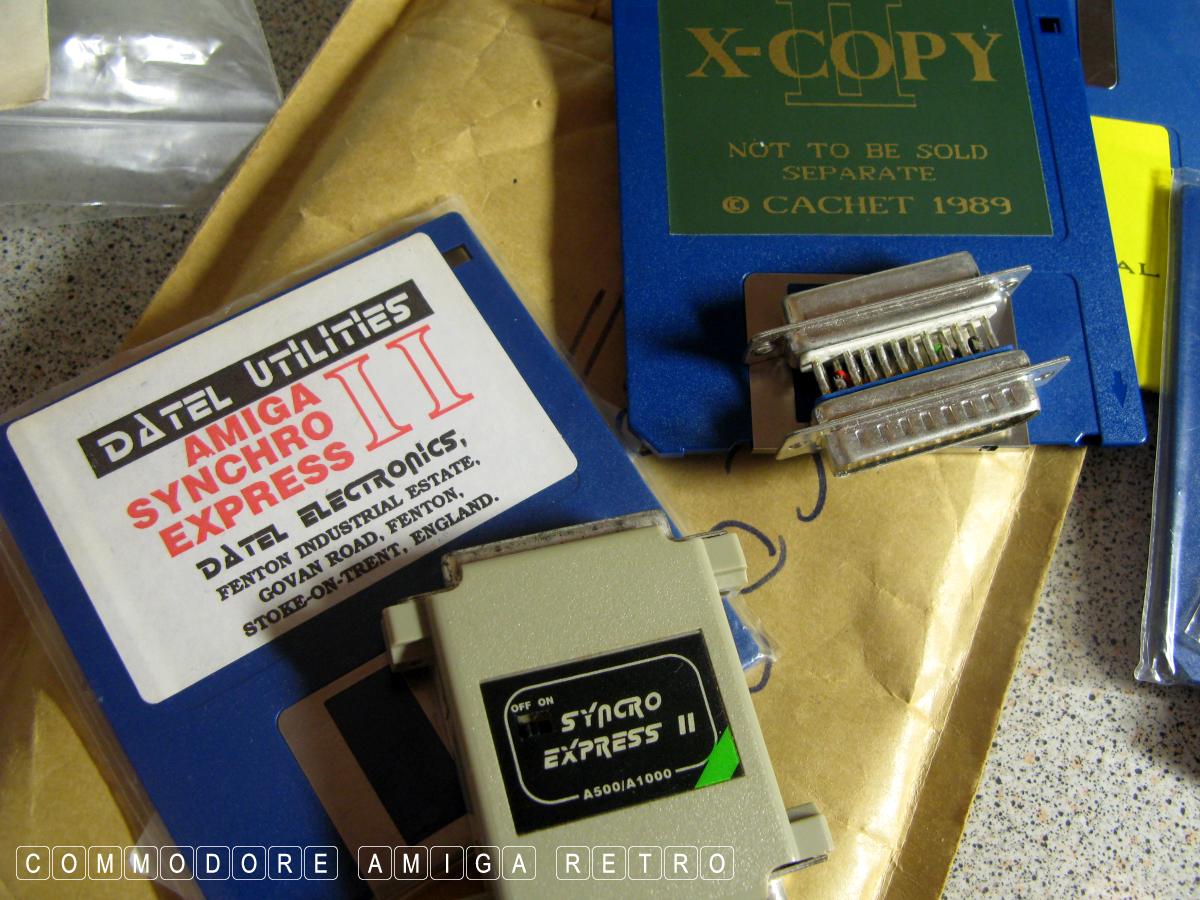 X-COPY
II
NOT TO BE SOLD
SEPARATE
© CACHET 1989
AL
DATEL UTILITIES
AMIGA
SYNCHRO
EXPRESS
II
DATEL ELECTRONICS,
FENTON INDUSTRIAL ESTATE,
GOVAN ROAD, FENTON,
STOKE-ON-TRENT, ENGLAND.
OFF ON
SYNCRO
EXPRESS II
A500/A1000
COMMODORE AMIGA RETRO